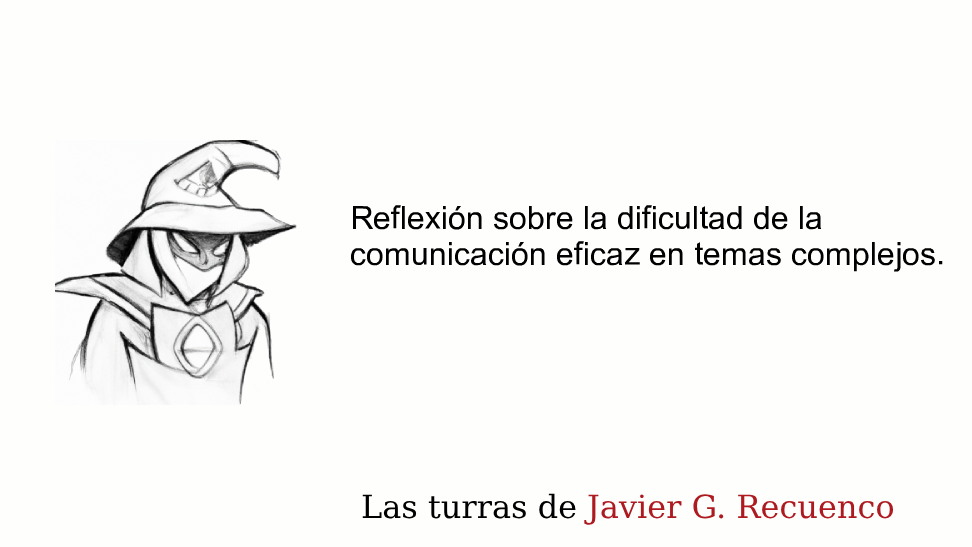 Reflexión sobre la dificultad de la
comunicación eficaz en temas complejos.
Las turras de Javier G. Recuenco